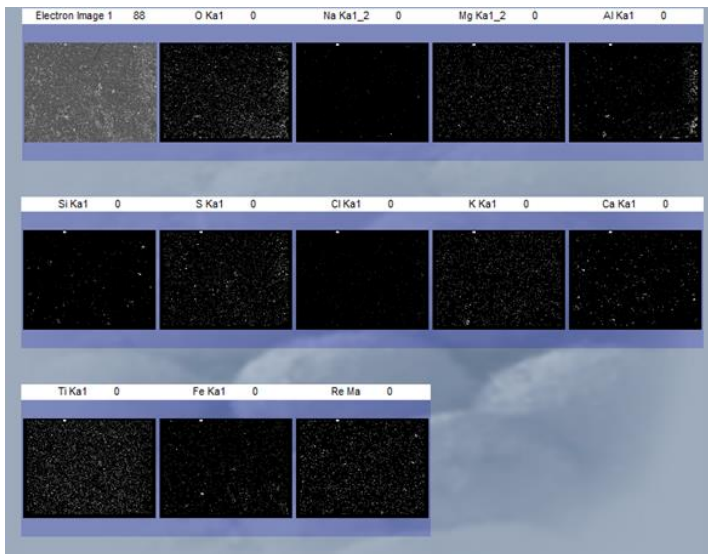 Electron Image 1 88 O Ka1 0 Na Ka1_2 0 Mg Ka1_2 0 Al Ka1 0
Si Ka1 0 S Ka1 0 Cl Ka1 0 K Ka1 0 Ca Ka1 0
Ti Ka1 0 Fe Ka1 0 Re Ma 0